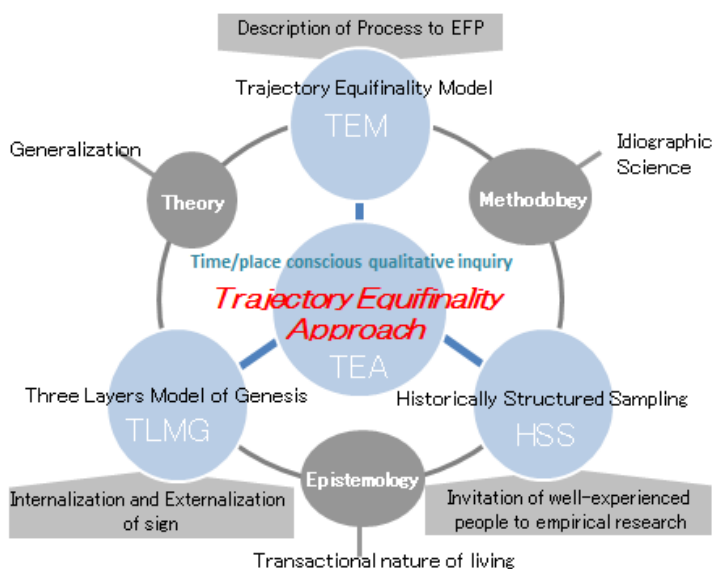 Description of Process to EFP
Trajectory Equifinality Model
TEM
Generalization
Idiographic
Science
Theory
Methodology
Time/place conscious qualitative inquiry
Trajectory Equifinality
Approach
TEA
Three Layers Model of Genesis
TLMG
Historically Structured Sampling
HSS
Epistemology
Internalization and Externalization
of sign
Invitation of well-experienced
people to empirical research
Transactional nature of living